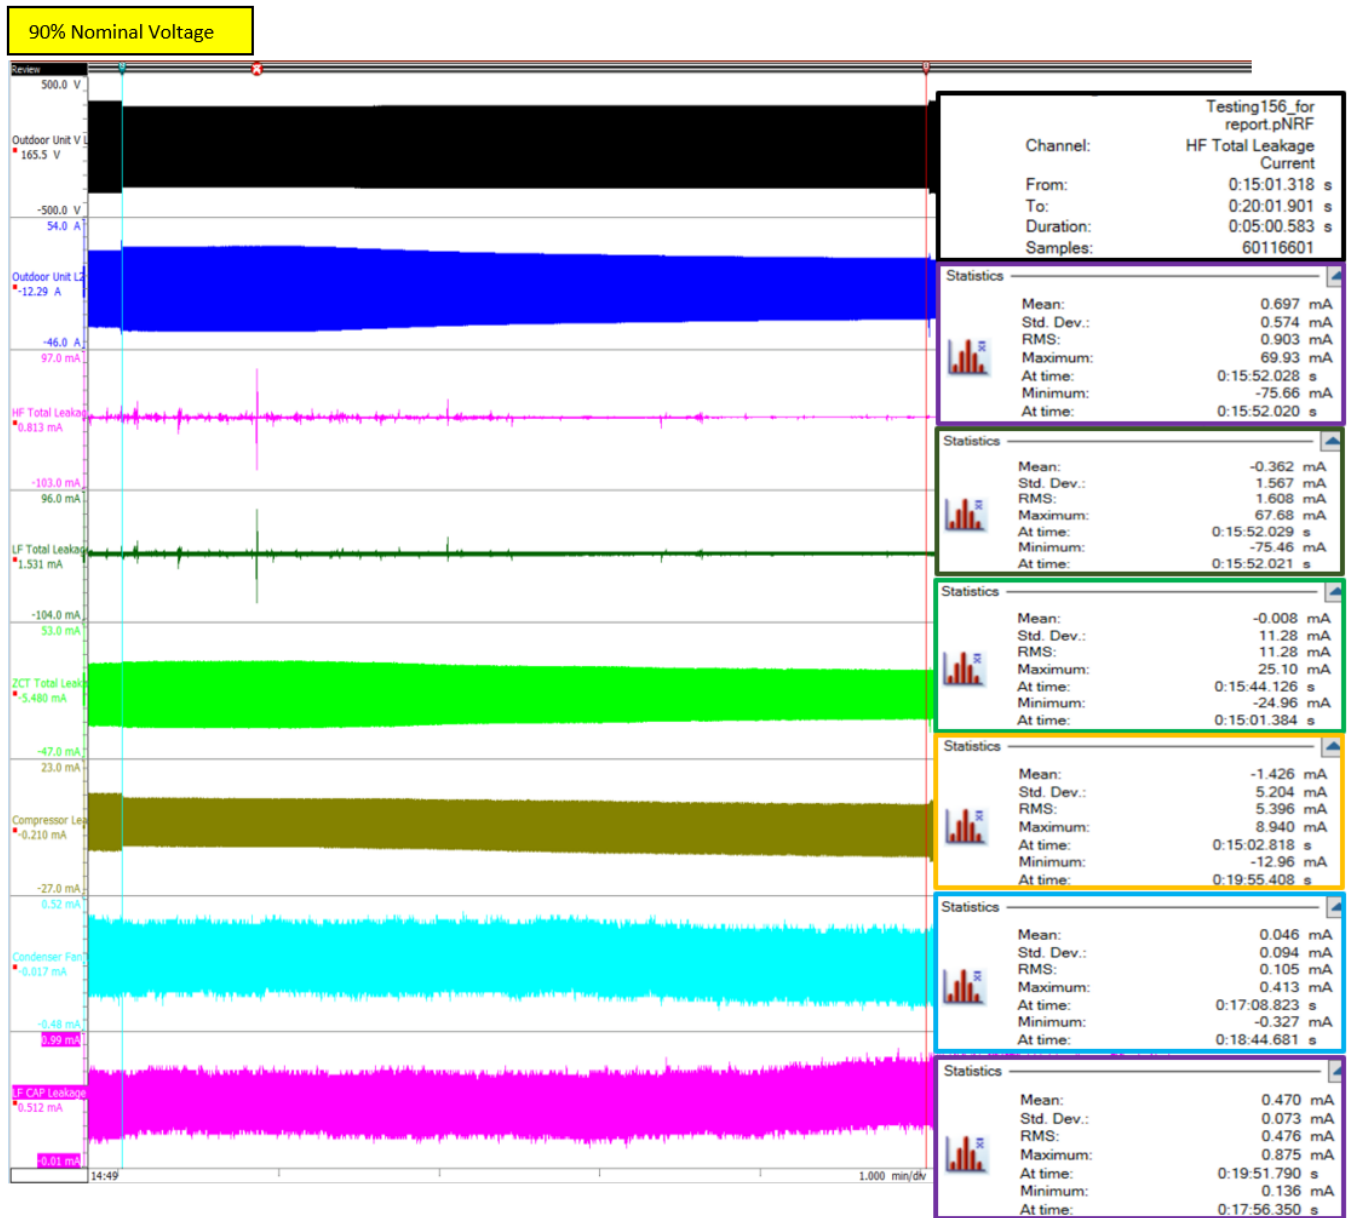 90% Nominal Voltage
Review
500.0 V
Outdoor Unit V L
165.5 V
-500.0 V
54.0 A
Outdoor Unit L2
-12.29 A
-46.0 A
97.0 mA
HF Total Leakag
0.813 mA
-103.0 mA
96.0 mA
LF Total Leakag
1.531 mA
-104.0 mA
53.0 mA
ZCT Total Leak
-5.480 mA
-47.0 mA
23.0 mA
Compressor Lea
-0.210 mA
-27.0 mA
0.52 mA
Condenser Fan
-0.017 mA
-0.48 mA
0.99 mA
LF CAP Leakage
0.512 mA
-0.01 mA
14:49
1.000 min/div
Testing156_for
report.pNRF
Channel: HF Total Leakage
Current
From: 0:15:01.318 s
To: 0:20:01.901 s
Duration: 0:05:00.583 s
Samples: 60116601
Statistics
Mean: 0.697 mA
Std. Dev.: 0.574 mA
RMS: 0.903 mA
Maximum: 69.93 mA
At time: 0:15:52.028 s
Minimum: -75.66 mA
At time: 0:15:52.020 s
Statistics
Mean: -0.362 mA
Std. Dev.: 1.567 mA
RMS: 1.608 mA
Maximum: 67.68 mA
At time: 0:15:52.029 s
Minimum: -75.46 mA
At time: 0:15:52.021 s
Statistics
Mean: -0.008 mA
Std. Dev.: 11.28 mA
RMS: 11.28 mA
Maximum: 25.10 mA
At time: 0:15:44.126 s
Minimum: -24.96 mA
At time: 0:15:01.384 s
Statistics
Mean: -1.426 mA
Std. Dev.: 5.204 mA
RMS: 5.396 mA
Maximum: 8.940 mA
At time: 0:15:02.818 s
Minimum: -12.96 mA
At time: 0:19:55.408 s
Statistics
Mean: 0.046 mA
Std. Dev.: 0.094 mA
RMS: 0.105 mA
Maximum: 0.413 mA
At time: 0:17:08.823 s
Minimum: -0.327 mA
At time: 0:18:44.681 s
Statistics
Mean: 0.470 mA
Std. Dev.: 0.073 mA
RMS: 0.476 mA
Maximum: 0.875 mA
At time: 0:19:51.790 s
Minimum: 0.136 mA
At time: 0:17:56.350 s